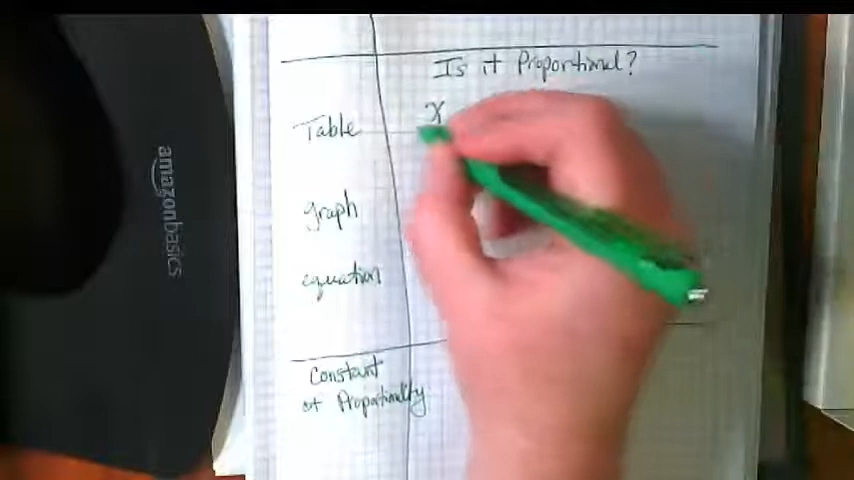 Is it Proportional?
x
Table
graph
equation
Constant
of Proportionality
amazonbasics